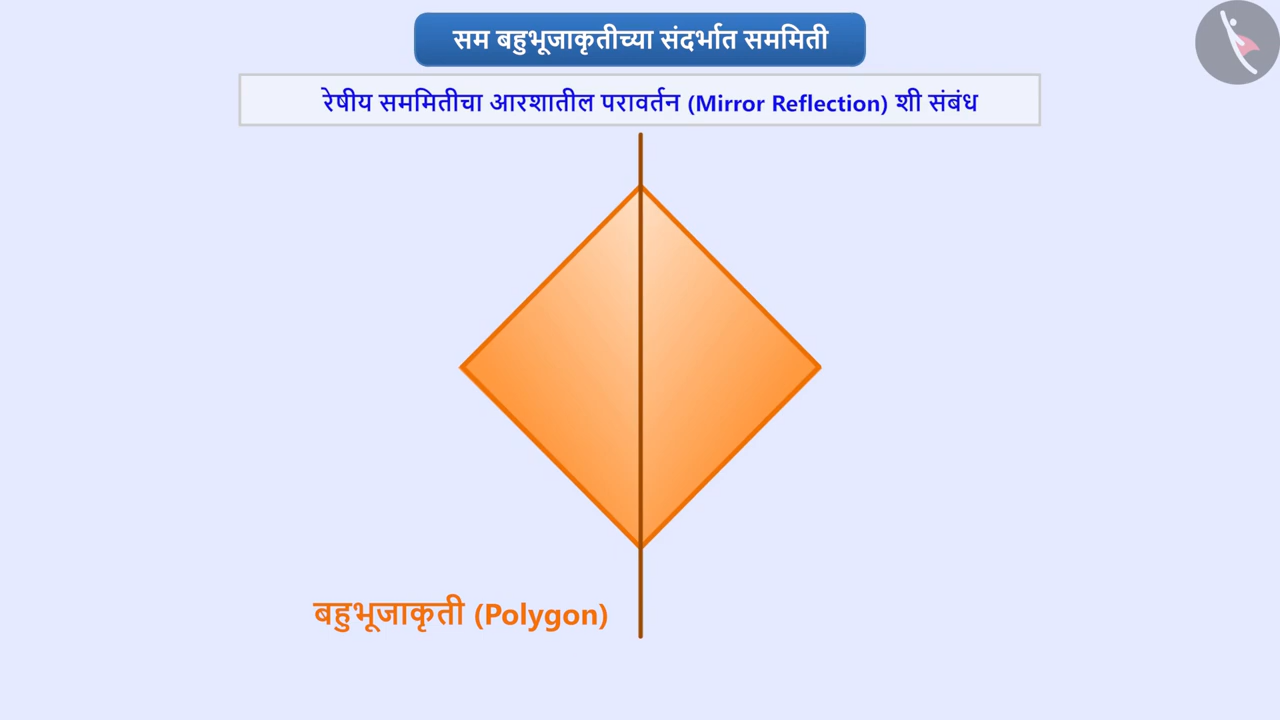 सम बहुभूजाकृतीच्या संदर्भात सममिती
रेषीय सममितीचा आरशातील परावर्तन (Mirror Reflection) शी संबंध
बहुभूजाकृती (Polygon)